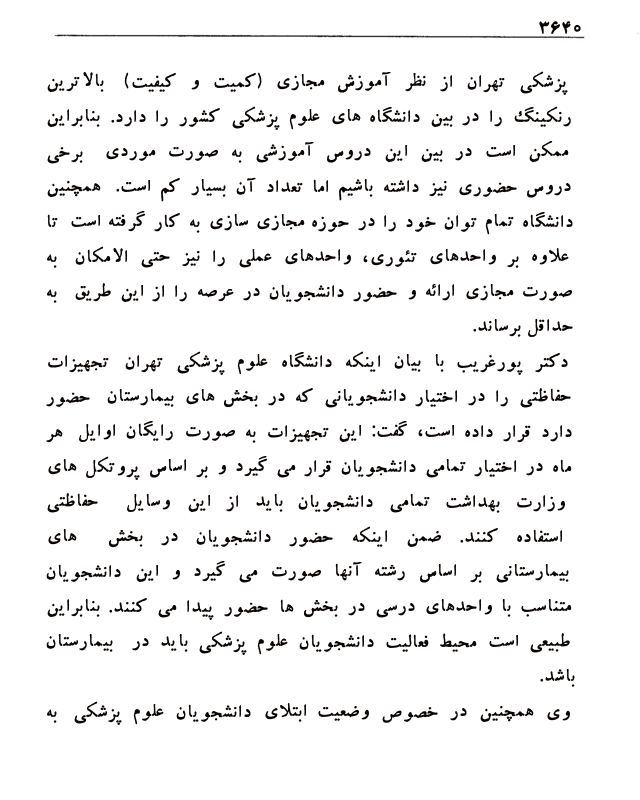 ۳۶۴۰
پزشکی تهران از نظر آموزش مجازی (کمیت و کیفیت) بالاترین
رنکینگ را در بین دانشگاه های علوم پزشکی کشور را دارد. بنابراین
ممکن است در بین این دروس آموزشی به صورت موردی برخی
دروس حضوری نیز داشته باشیم اما تعداد آن بسیار کم است. همچنین
دانشگاه تمام توان خود را در حوزه مجازی سازی به کار گرفته است تا
علاوه بر واحدهای تئوری، واحدهای عملی را نیز حتی الامکان به
صورت مجازی ارائه و حضور دانشجویان در عرصه را از این طریق به
حداقل برساند.
دکتر پورغریب با بیان اینکه دانشگاه علوم پزشکی تهران تجهیزات
حفاظتی را در اختیار دانشجویانی که در بخش های بیمارستان حضور
دارد قرار داده است، گفت: این تجهیزات به صورت رایگان اوایل هر
ماه در اختیار تمامی دانشجویان قرار می گیرد و بر اساس پروتکل های
وزارت بهداشت تمامی دانشجویان باید از این وسایل حفاظتی
استفاده کنند. ضمن اینکه حضور دانشجویان در بخش های
بیمارستانی بر اساس رشته آنها صورت می گیرد و این دانشجویان
متناسب با واحدهای درسی در بخش ها حضور پیدا می کنند. بنابراین
طبیعی است محیط فعالیت دانشجویان علوم پزشکی باید در بیمارستان
باشد.
وی همچنین در خصوص وضعیت ابتلای دانشجویان علوم پزشکی به